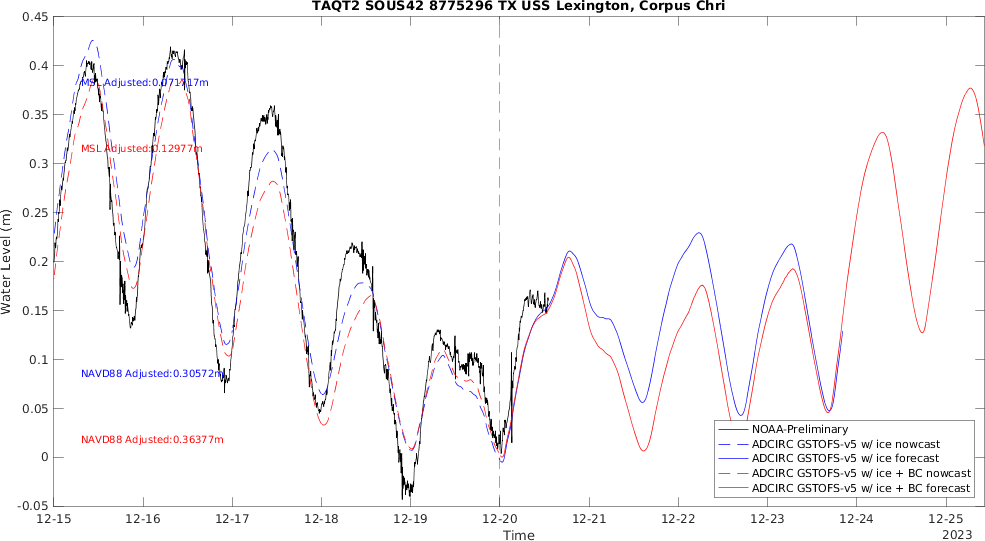 TAQT2 SOUS42 8775296 TX USS Lexington, Corpus Chri
Water Level (m)
0.45
0.4
0.35
0.3
0.25
0.2
0.15
0.1
0.05
0
-0.05
MSL Adjusted:0.071717m
MSL Adjusted:0.12977m
NAVD88 Adjusted:0.30572m
NAVD88 Adjusted:0.36377m
NOAA-Preliminary
ADCIRC GSTOFS-v5 w/ ice nowcast
ADCIRC GSTOFS-v5 w/ ice forecast
ADCIRC GSTOFS-v5 w/ ice + BC nowcast
ADCIRC GSTOFS-v5 w/ ice + BC forecast
12-15 12-16 12-17 12-18 12-19 12-20 12-21 12-22 12-23 12-24 12-25
Time
2023